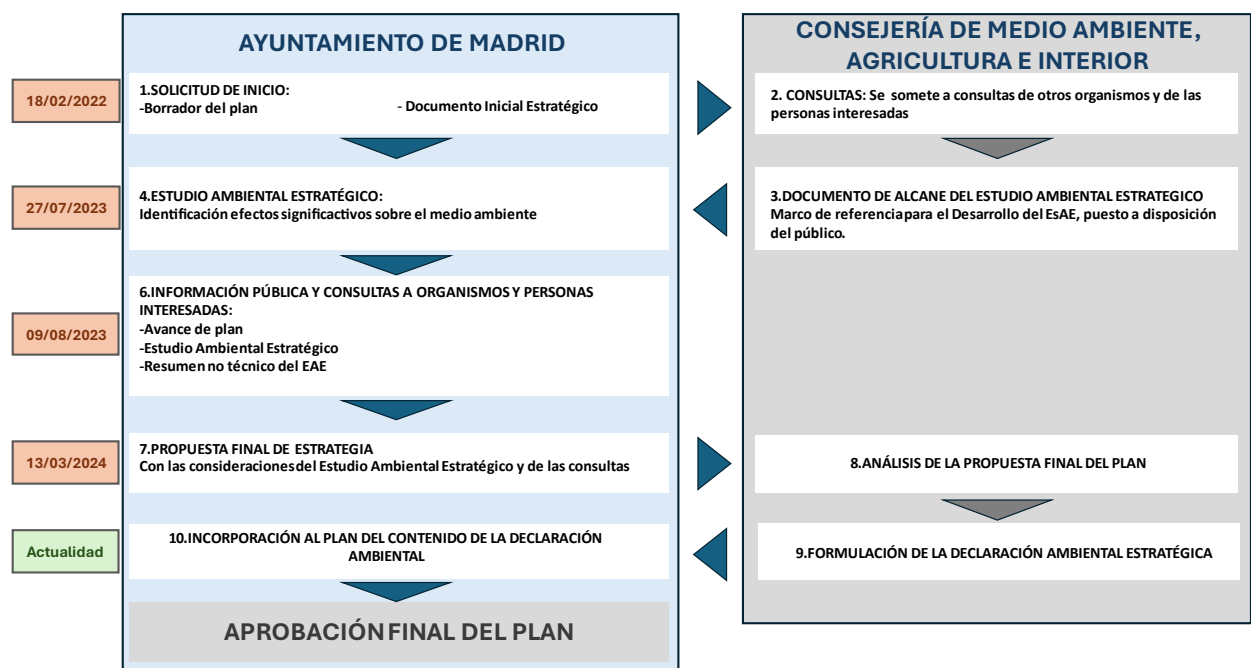 AYUNTAMIENTO DE MADRID
CONSEJERÍA DE MEDIO AMBIENTE,
AGRICULTURA E INTERIOR
18/02/2022
1.SOLICITUD DE INICIO:
-Borrador del plan
- Documento Inicial Estratégico
2. CONSULTAS: Se somete a consultas de otros organismos y de las
personas interesadas
27/07/2023
4.ESTUDIO AMBIENTAL ESTRATÉGICO:
Identificación efectos significactivos sobre el medio ambiente
3.DOCUMENTO DE ALCANE DEL ESTUDIO AMBIENTAL ESTRATEGICO
Marco de referencia para el Desarrollo del EsAE, puesto a disposición
del público.
09/08/2023
6.INFORMACIÓN PÚBLICA Y CONSULTAS A ORGANISMOS Y PERSONAS
INTERESADAS:
-Avance de plan
-Estudio Ambiental Estratégico
-Resumen no técnico del EAE
13/03/2024
7.PROPUESTA FINAL DE ESTRATEGIA
Con las consideraciones del Estudio Ambiental Estratégico y de las consultas
8.ANÁLISIS DE LA PROPUESTA FINAL DEL PLAN
Actualidad
10.INCORPORACIÓN AL PLAN DEL CONTENIDO DE LA DECLARACIÓN
AMBIENTAL
9.FORMULACIÓN DE LA DECLARACIÓN AMBIENTAL ESTRATÉGICA
APROBACIÓN FINAL DEL PLAN